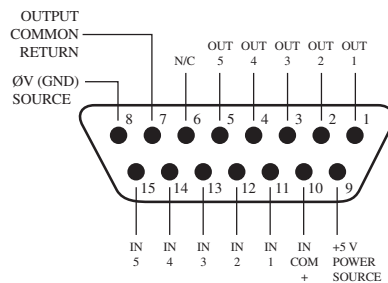 OUTPUT
COMMON
RETURN
ØV (GND)
SOURCE
N/C
OUT
5
OUT
4
OUT
3
OUT
2
OUT
1
8 7 6 5 4 3 2 1
15 14 13 12 11 10 9
IN
5
IN
4
IN
3
IN
2
IN
1
IN
COM
+
+5 V
POWER
SOURCE